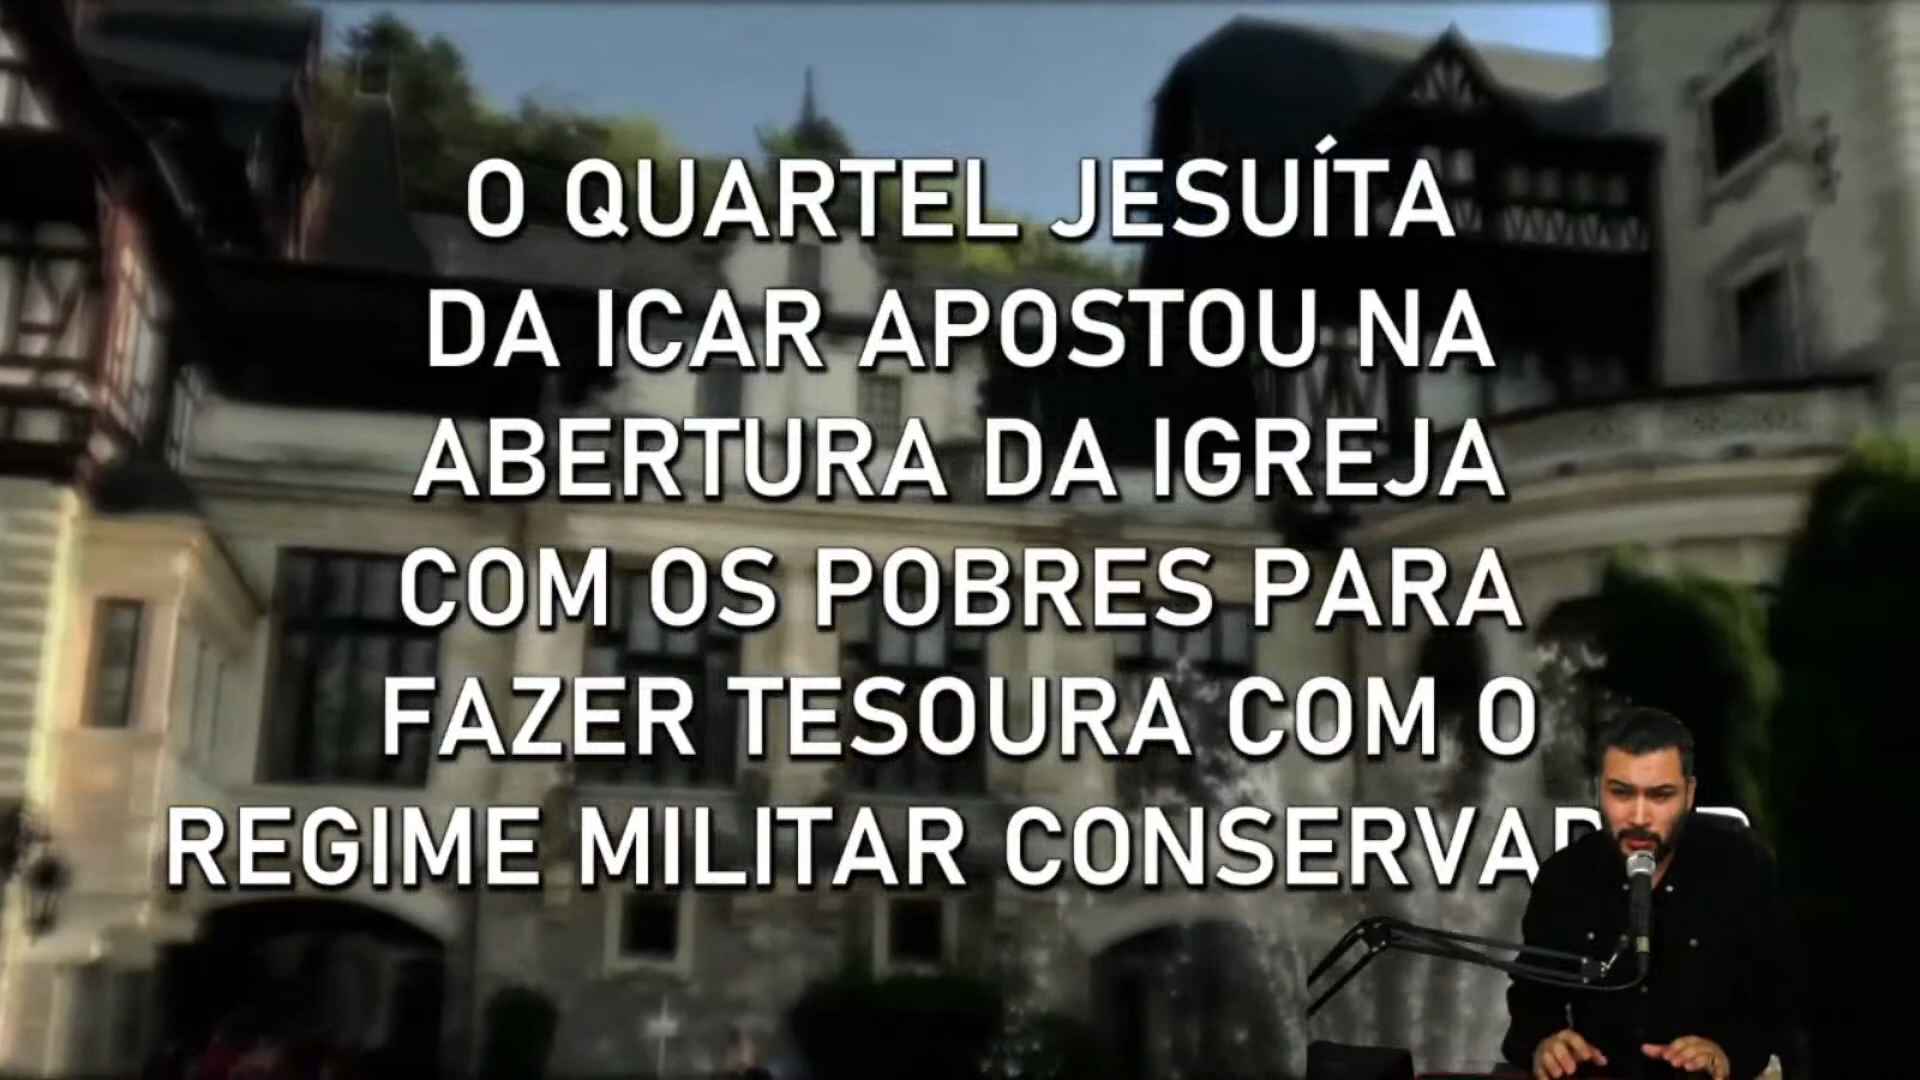 O QUARTEL JESUÍTA
DA ICAR APOSTOU NA
ABERTURA DA IGREJA
COM OS POBRES PARA
FAZER TESOURA COM O
REGIME MILITAR